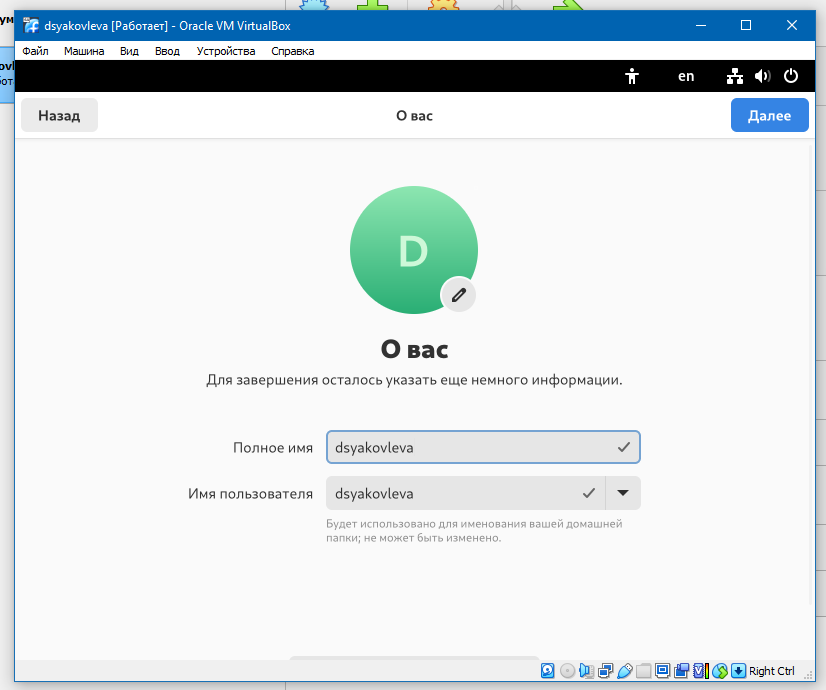 dsyakovleva [Работает] - Oracle VM VirtualBox
Файл Машина Вид Ввод Устройства Справка
en
Назад
О вас
Далее
D
О вас
Для завершения осталось указать еще немного информации.
Полное имя dsyakovleva
Имя пользователя dsyakovleva
Будет использовано для именования вашей домашней
папки; не может быть изменено.
Right Ctrl